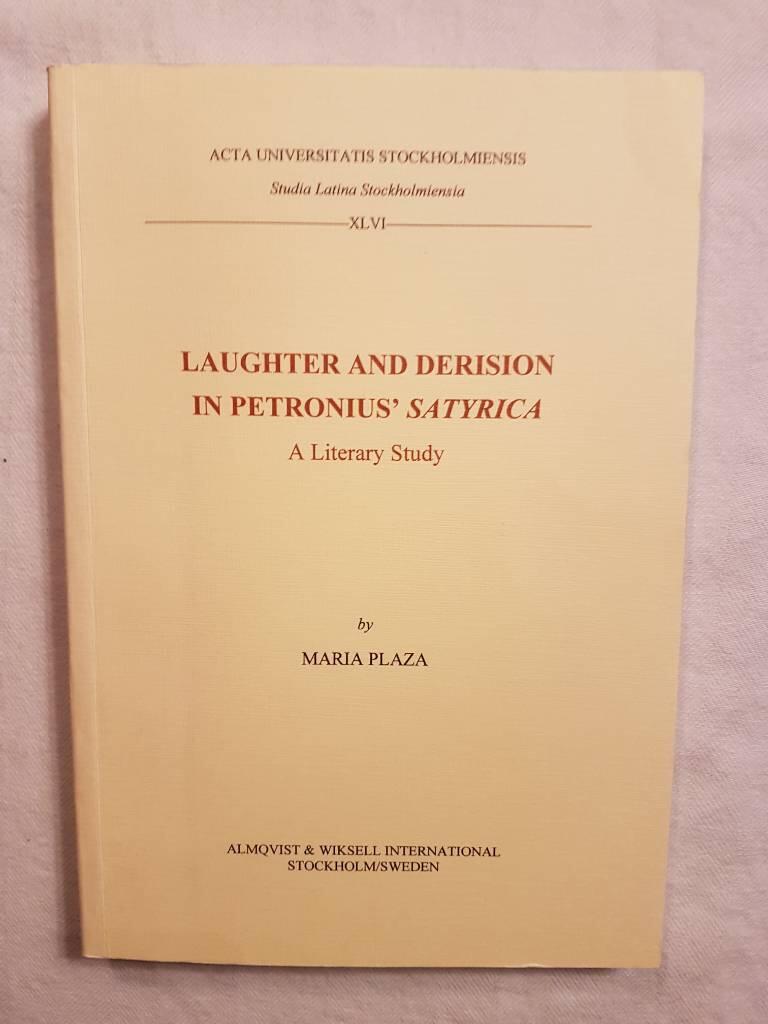 ACTA UNIVERSITATIS STOCKHOLMIENSIS
Studia Latina Stockholmiensia
XLVI
LAUGHTER AND DERISION
IN PETRONIUS’ SATYRICA
A Literary Study
by
MARIA PLAZA
ALMQVIST & WIKSELL INTERNATIONAL
STOCKHOLM/SWEDEN